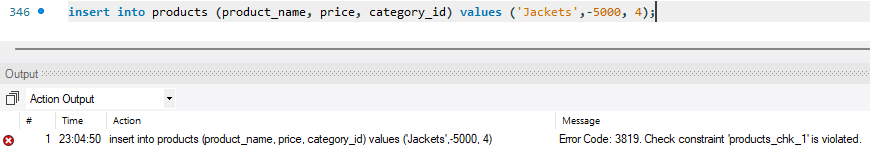 346 insert into products (product_name, price, category_id) values ('Jackets',-5000, 4);
Output
Action Output
# Time Action Message
1 23:04:50 insert into products (product_name, price, category_id) values ('Jackets',-5000, 4) Error Code: 3819. Check constraint 'products_chk_1' is violated.